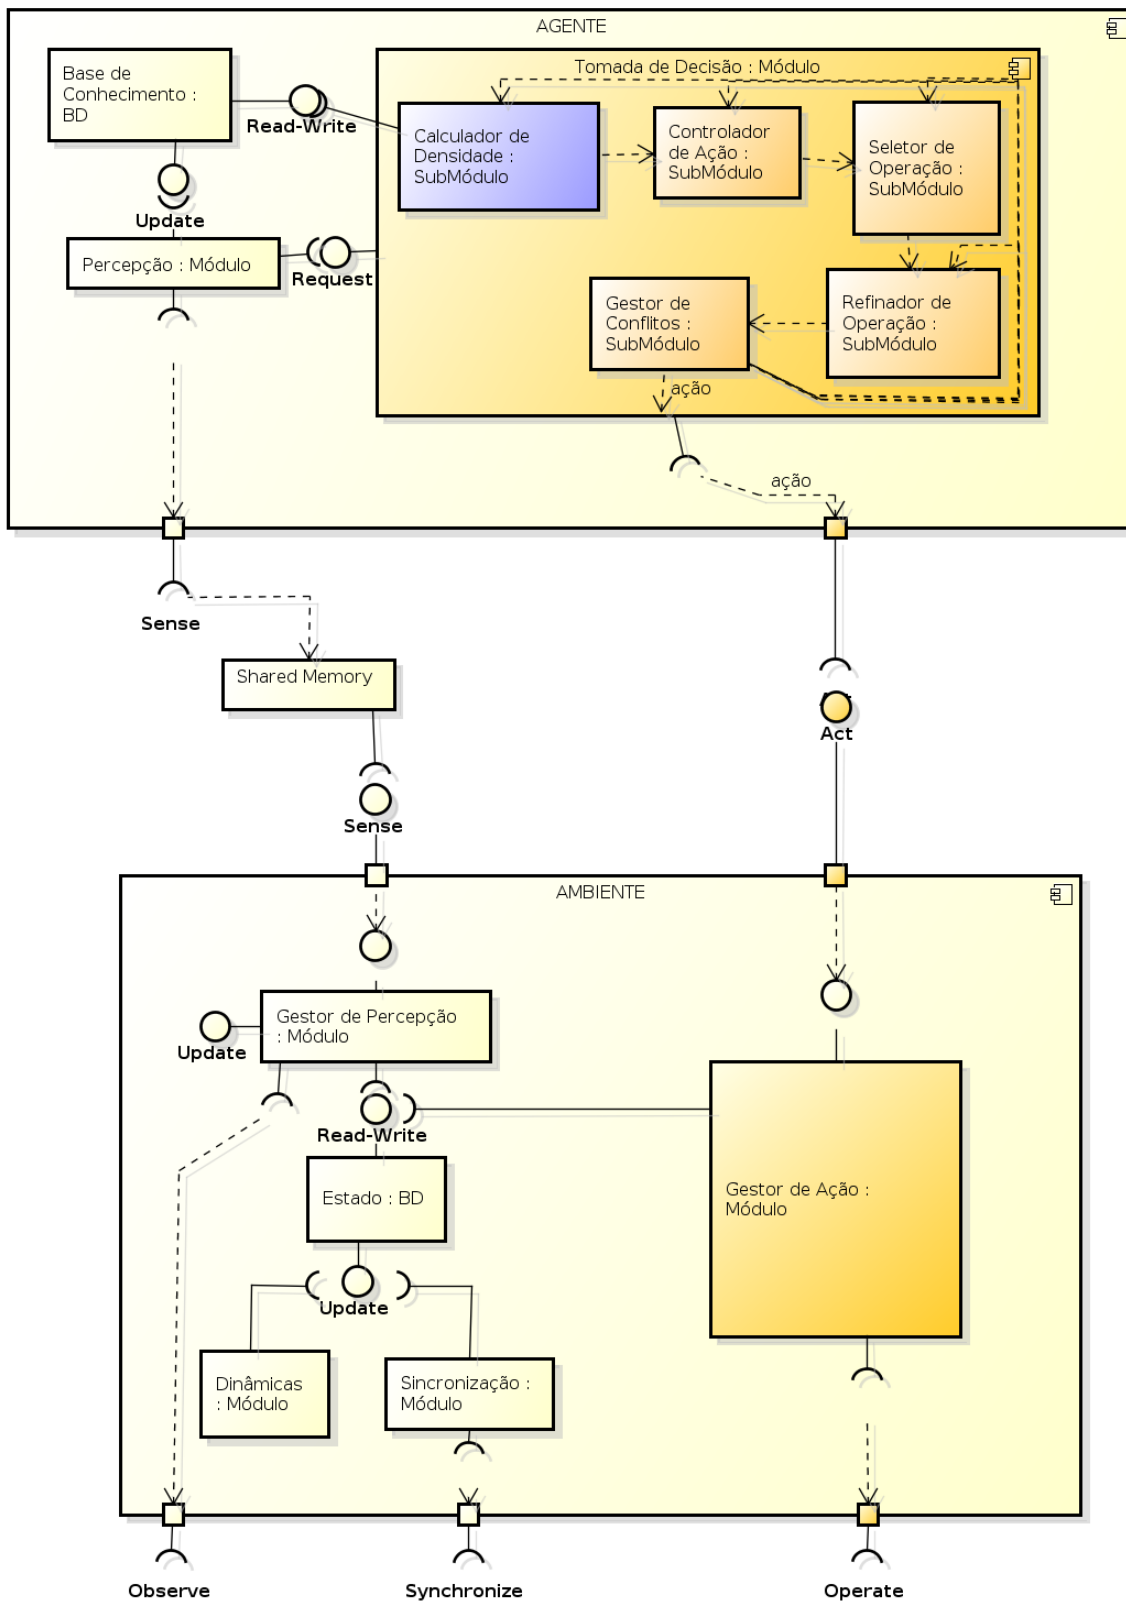 AGENTE
Base de
Conhecimento :
BD
Read-Write
Update
Percepção : Módulo
Request
Tomada de Decisão : Módulo
Calculador de
Densidade :
SubMódulo
Controlador
de Ação :
SubMódulo
Seletor de
Operação :
SubMódulo
Gestor de
Conflitos :
SubMódulo
Refinador de
Operação :
SubMódulo
ação
ação
Sense
Shared Memory
Act
Sense
AMBIENTE
Gestor de Percepção
: Módulo
Update
Read-Write
Estado : BD
Gestor de Ação :
Módulo
Update
Dinâmicas
: Módulo
Sincronização :
Módulo
Observe
Synchronize
Operate